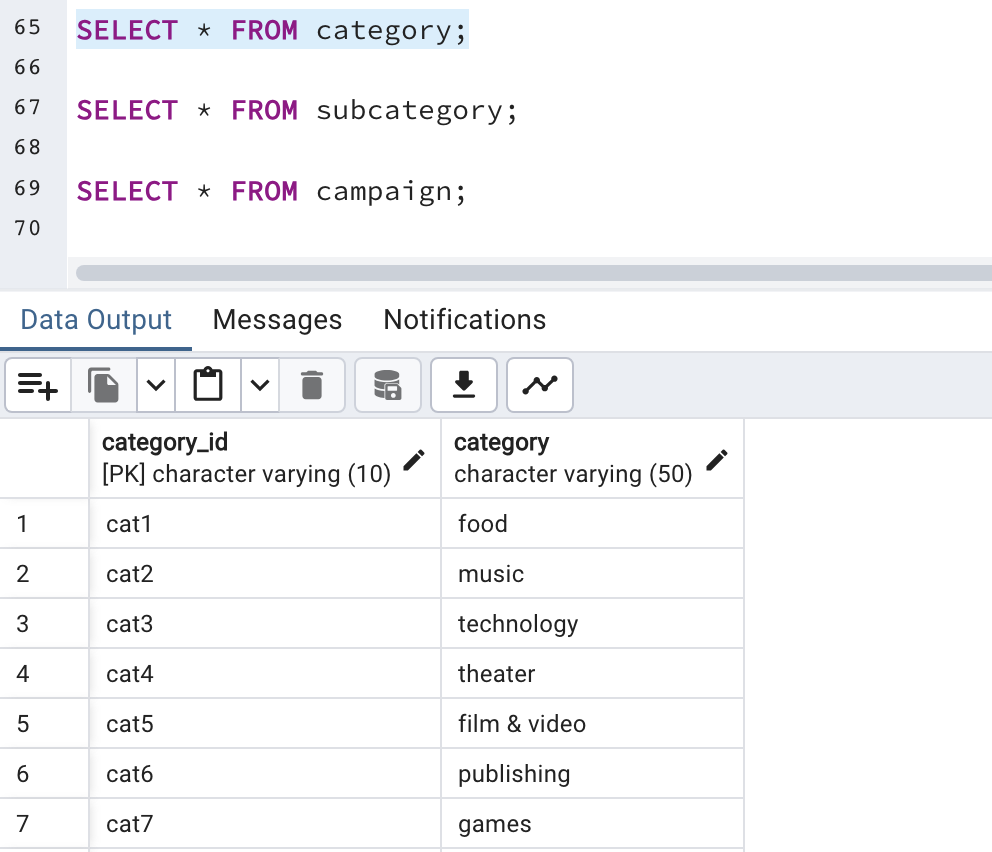 65 SELECT * FROM category;
66
67 SELECT * FROM subcategory;
68
69 SELECT * FROM campaign;
70
Data Output Messages Notifications
category_id category
[PK] character varying (10) character varying (50)
1 cat1 food
2 cat2 music
3 cat3 technology
4 cat4 theater
5 cat5 film & video
6 cat6 publishing
7 cat7 games